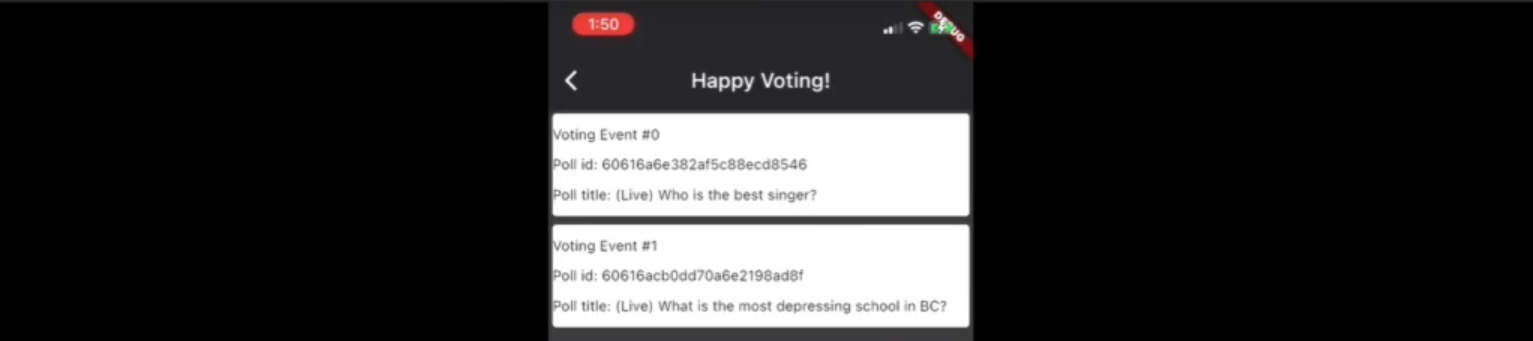 1:50
DEBUG
Happy Voting!
Voting Event #0
Poll id: 60616a6e382af5c88ecd8546
Poll title: (Live) Who is the best singer?
Voting Event #1
Poll id: 60616acb0dd70a6e2198ad8f
Poll title: (Live) What is the most depressing school in BC?